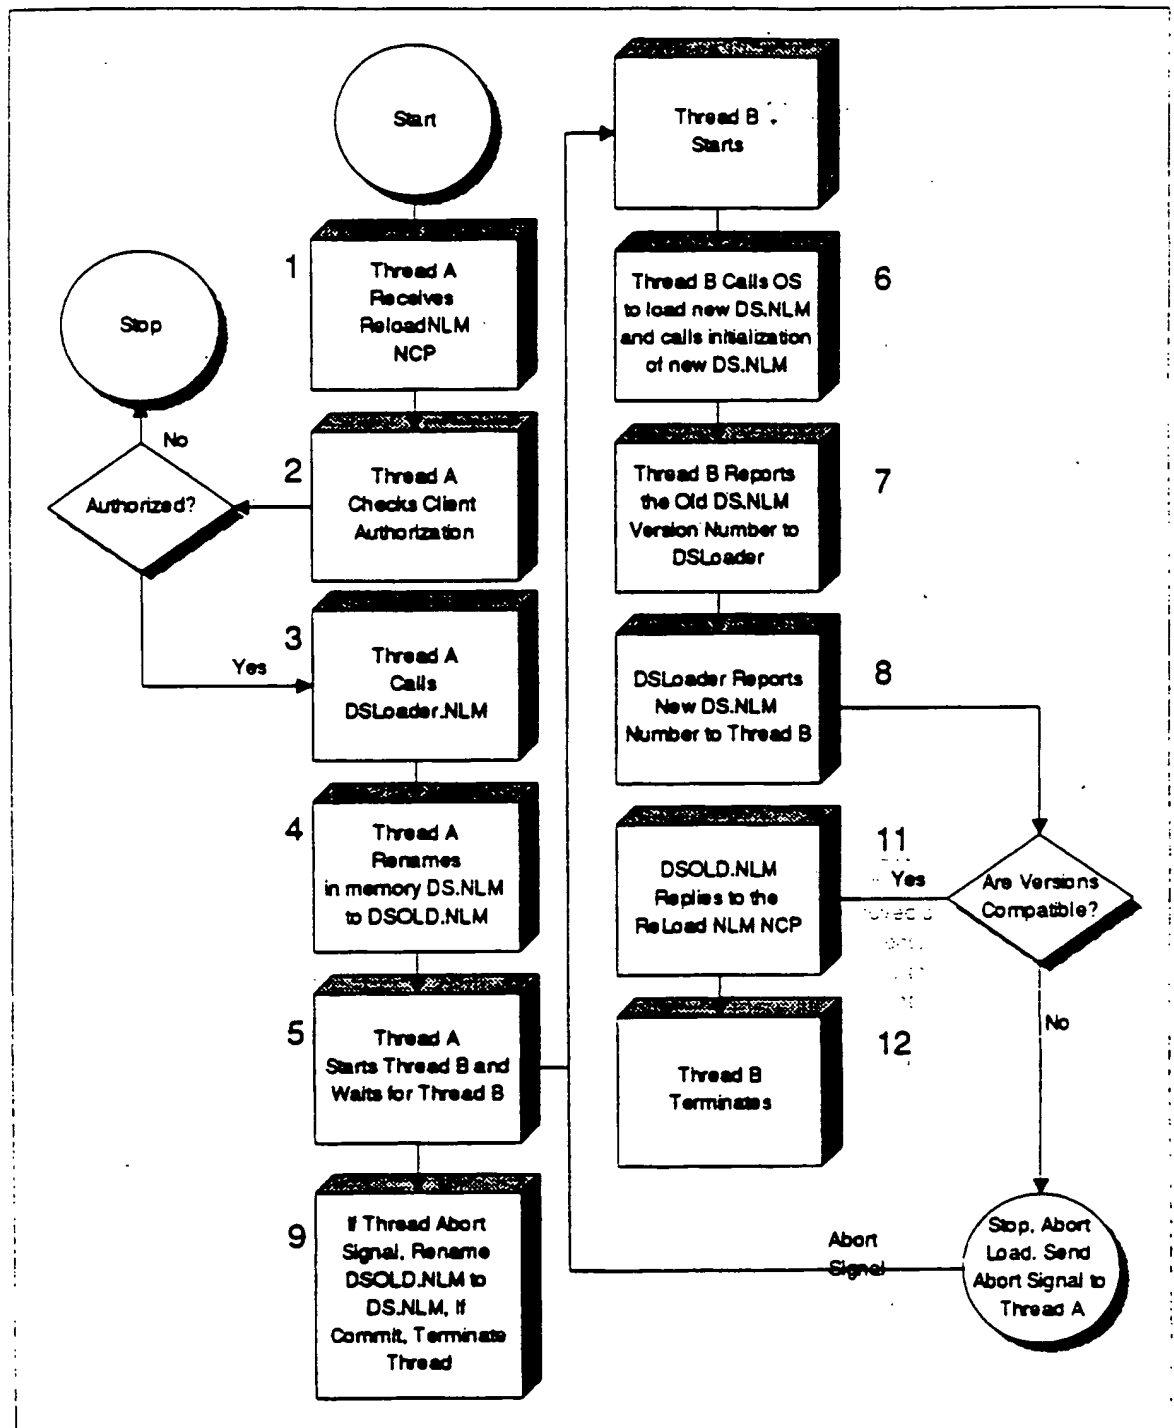 Start
1
Thread A
Receives
ReloadNLM
NCP
Stop
No
Authorized?
2
Thread A
Checks Client
Authorization
Yes
3
Thread A
Calls
DSLoader.NLM
4
Thread A
Renames
in memory DS.NLM
to DSOLD.NLM
5
Thread A
Starts Thread B and
Waits for Thread B
9
If Thread Abort
Signal, Rename
DSOLD.NLM to
DS.NLM, If
Commit, Terminate
Thread
Thread B
Starts
6
Thread B Calls OS
to load new DS.NLM
and calls initialization
of new DS.NLM
7
Thread B Reports
the Old DS.NLM
Version Number to
DSLoader
8
DSLoader Reports
New DS.NLM
Number to Thread B
Are Versions
Compatible?
Yes
11
DSOLD.NLM
Replies to the
ReLoad NLM NCP
12
Thread B
Terminates
No
Stop, Abort
Load. Send
Abort Signal to
Thread A
Abort
Signal